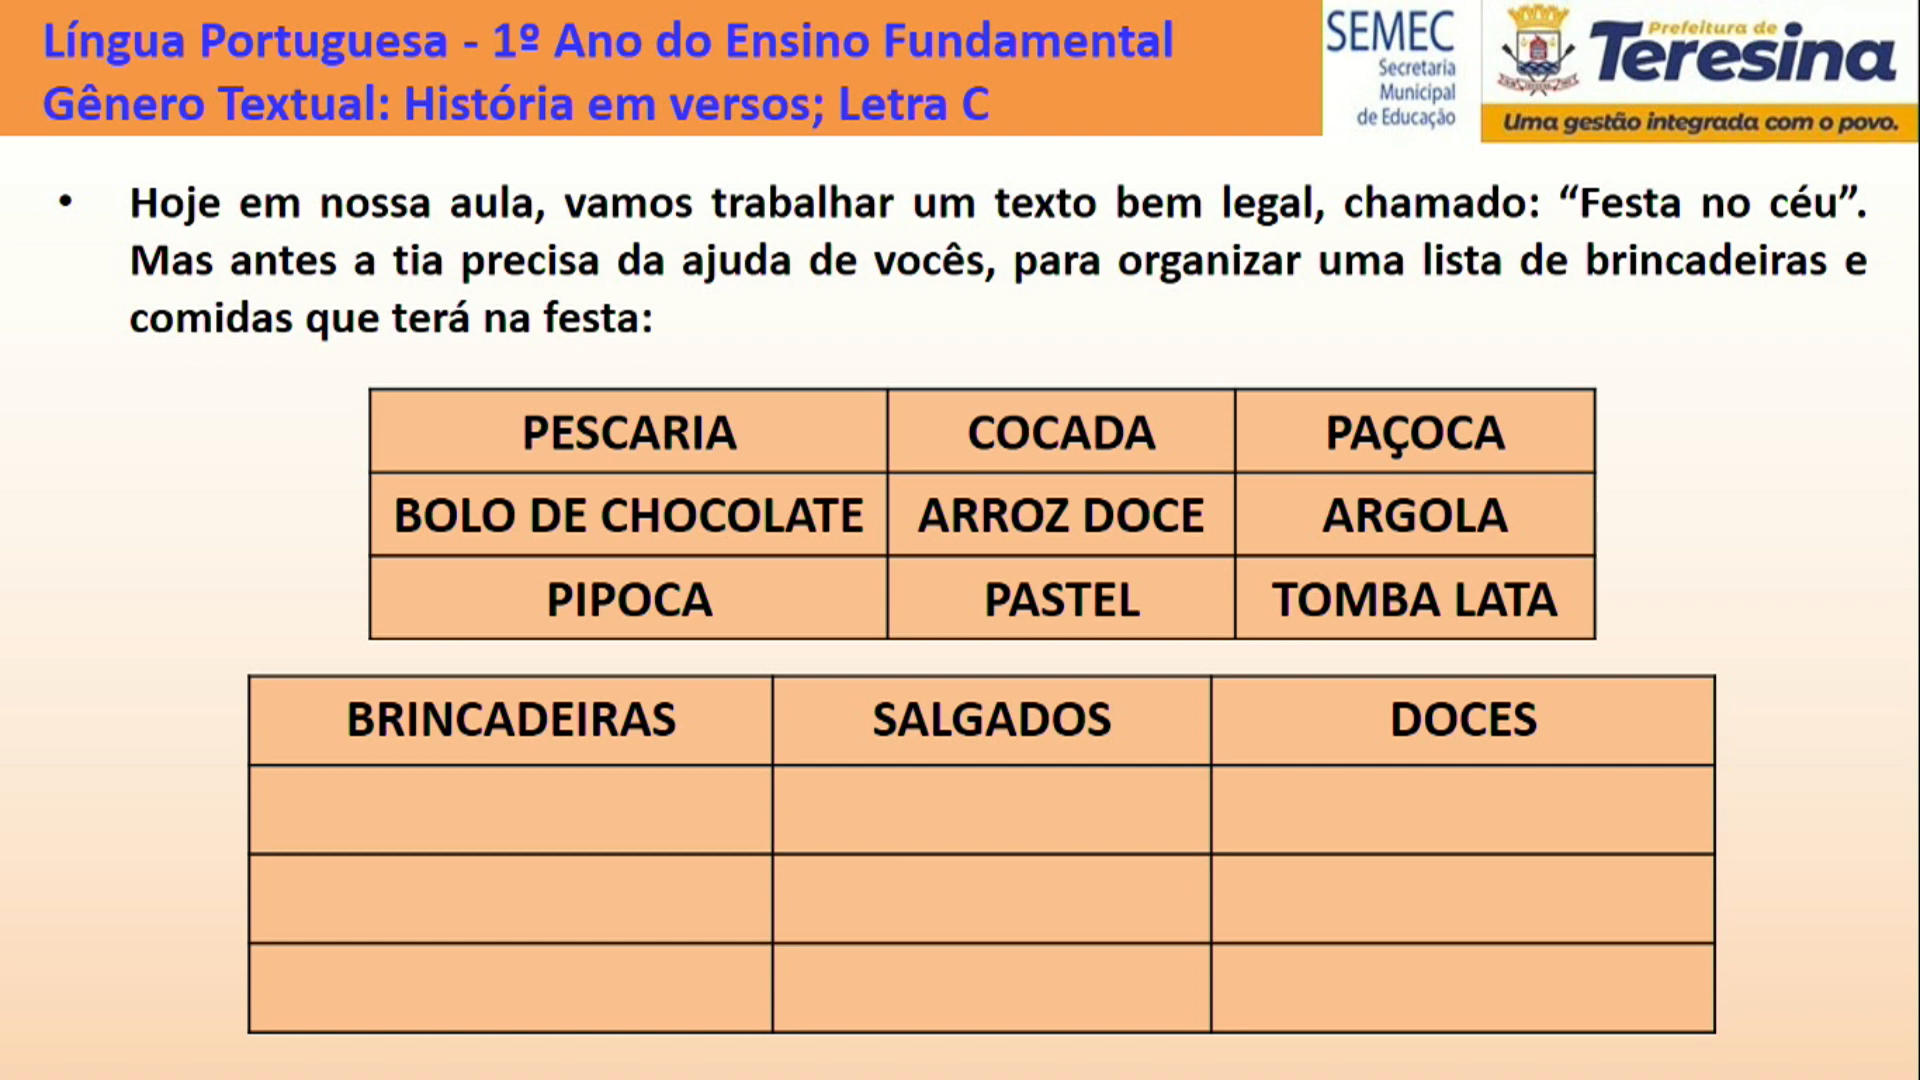 Língua Portuguesa - 1º Ano do Ensino Fundamental
Gênero Textual: História em versos; Letra C
SEMEC
Secretaria
Municipal
de Educação
Prefeitura de
Teresina
Uma gestão integrada com o povo.
• Hoje em nossa aula, vamos trabalhar um texto bem legal, chamado: “Festa no céu”.
Mas antes a tia precisa da ajuda de vocês, para organizar uma lista de brincadeiras e
comidas que terá na festa:
PESCARIA COCADA PAÇOCA
BOLO DE CHOCOLATE ARROZ DOCE ARGOLA
PIPOCA PASTEL TOMBA LATA
BRINCADEIRAS SALGADOS DOCES